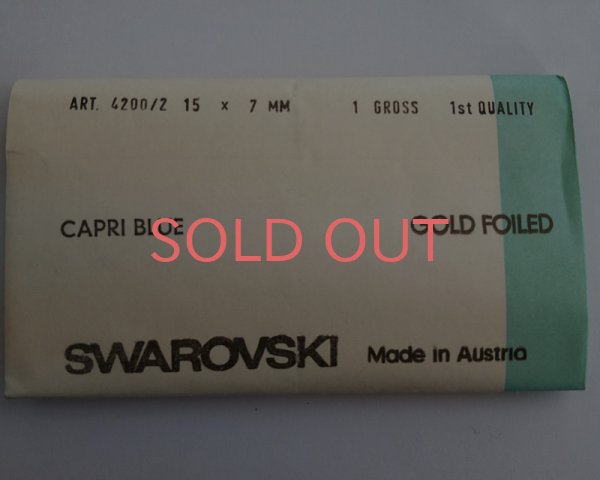 ART. 4200/2 15 x 7 MM 1 GROSS 1st QUALITY
CAPRI BLUE GOLD FOILED
SOLD OUT
SWAROVSKI Made in Austria